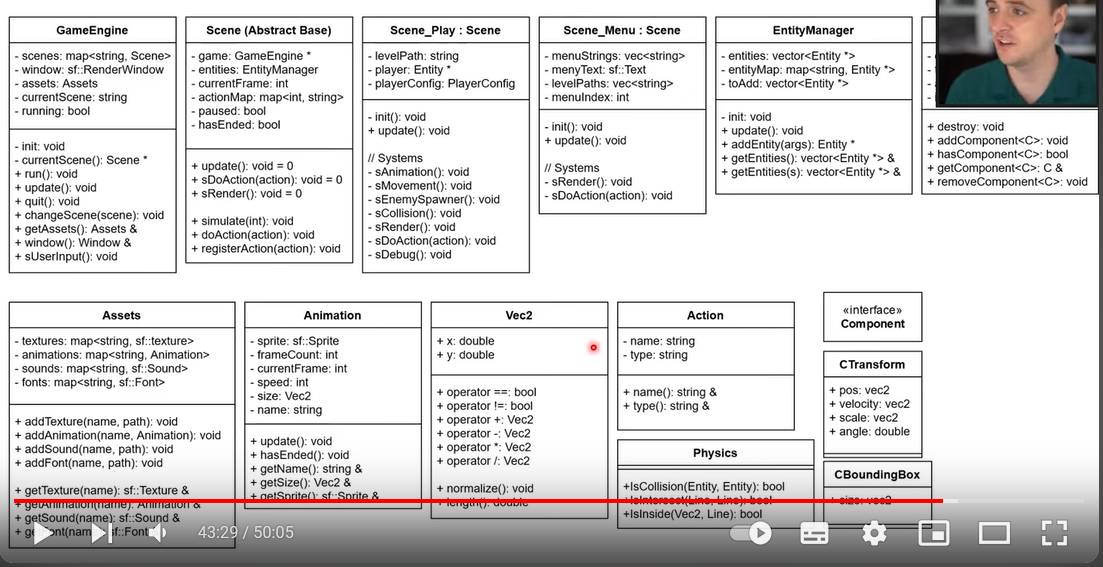 GameEngine
- scenes: map<string, Scene>
- window: sf::RenderWindow
- assets: Assets
- currentScene: string
- running: bool
- init: void
- currentScene(): Scene *
+ run(): void
+ update(): void
+ quit(): void
+ changeScene(scene): void
+ getAssets(): Assets &
+ window(): Window &
+ sUserInput(): void
Scene (Abstract Base)
- game: GameEngine *
- entities: EntityManager
- currentFrame: int
- actionMap: map<int, string>
- paused: bool
- hasEnded: bool
+ update(): void = 0
+ sDoAction(action): void = 0
+ sRender(): void = 0
+ simulate(int): void
+ doAction(action): void
+ registerAction(action): void
Scene_Play : Scene
- levelPath: string
- player: Entity *
- playerConfig: PlayerConfig
- init(): void
+ update(): void
// Systems
- sAnimation(): void
- sMovement(): void
- sEnemySpawner(): void
- sCollision(): void
- sRender(): void
- sDoAction(action): void
- sDebug(): void
Scene_Menu : Scene
- menuStrings: vec<string>
- menyText: sf::Text
- levelPaths: vec<string>
- menuIndex: int
- init(): void
+ update(): void
// Systems
- sRender(): void
- sDoAction(action): void
EntityManager
- entities: vector<Entity *>
- entityMap: map<string, Entity *>
- toAdd: vector<Entity *>
- init: void
+ update(): void
+ addEntity(args): Entity *
+ getEntities(): vector<Entity *> &
+ getEntities(s): vector<Entity *> &
+ destroy: void
+ addComponent<C>: void
+ hasComponent<C>: bool
+ getComponent<C>: C &
+ removeComponent<C>: void
Assets
- textures: map<string, sf::texture>
- animations: map<string, Animation>
- sounds: map<string, sf::Sound>
- fonts: map<string, sf::Font>
+ addTexture(name, path): void
+ addAnimation(name, Animation): void
+ addSound(name, path): void
+ addFont(name, path): void
+ getTexture(name): sf::Texture &
+ getAnimation(name): Animation &
+ getSound(name): sf::Sound &
+ getFont(name): sf::Font &
Animation
- sprite: sf::Sprite
- frameCount: int
- currentFrame: int
- speed: int
- size: Vec2
- name: string
+ update(): void
+ hasEnded(): void
+ getName(): string &
+ getSize(): Vec2 &
+ getSprite(): sf::Sprite &
Vec2
+ x: double
+ y: double
+ operator ==: bool
+ operator !=: bool
+ operator +: Vec2
+ operator -: Vec2
+ operator *: Vec2
+ operator /: Vec2
+ normalize(): void
+ length(): double
Action
- name: string
- type: string
+ name(): string &
+ type(): string &
Physics
+IsCollision(Entity, Entity): bool
+IsIntersect(Line, Line): bool
+IsInside(Vec2, Line): bool
«interface»
Component
CTransform
+ pos: vec2
+ velocity: vec2
+ scale: vec2
+ angle: double
CBoundingBox
+ size: vec2
43:29 / 50:05